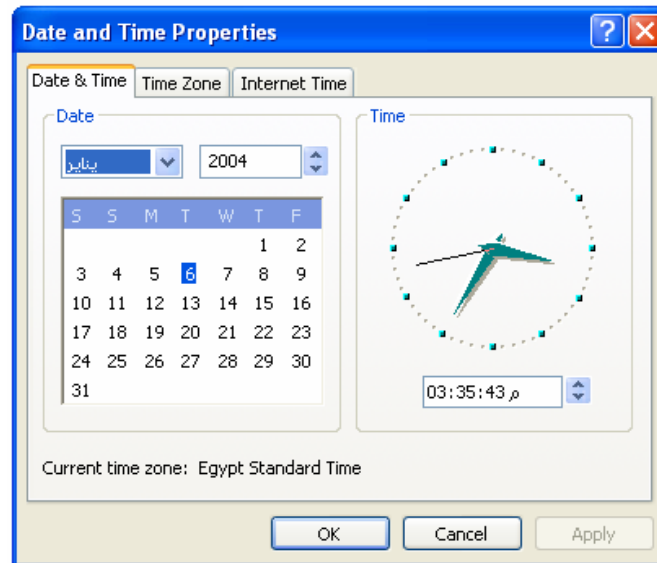 Date and Time Properties
Date & Time Time Zone Internet Time
Date
Time
يناير 2004
S S M T W T F
1 2
3 4 5 6 7 8 9
10 11 12 13 14 15 16
17 18 19 20 21 22 23
24 25 26 27 28 29 30
31
03:35:43 م
Current time zone: Egypt Standard Time
OK Cancel Apply